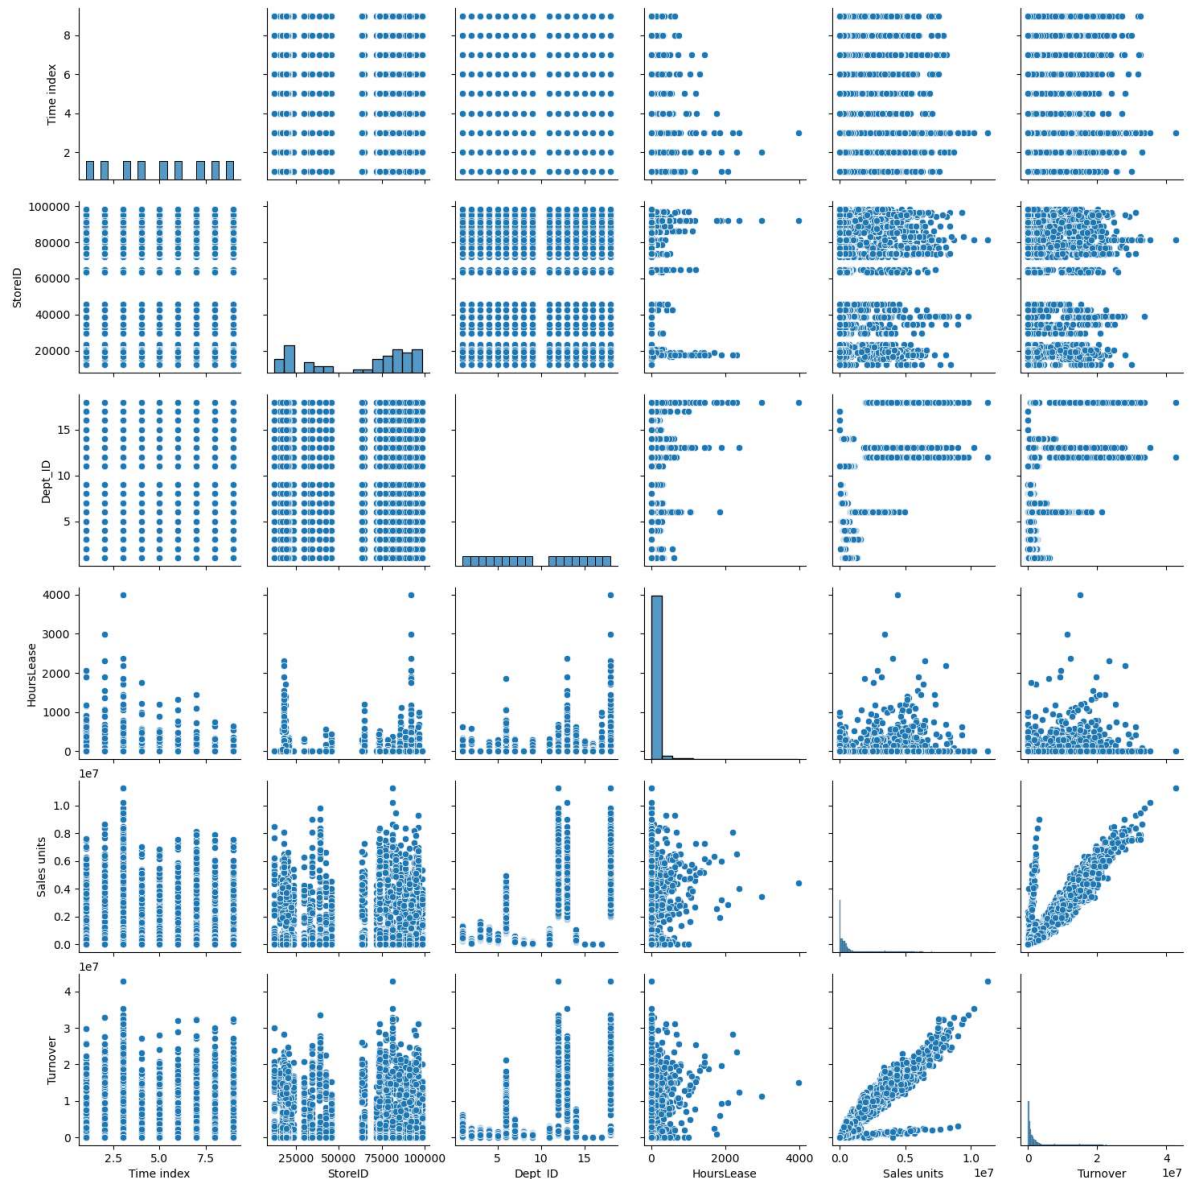 8
6
4
2
Time index
100000
80000
60000
40000
20000
StoreID
15
10
5
Dept_ID
4000
3000
2000
1000
0
HoursLease
1e7
1.0
0.8
0.6
0.4
0.2
0.0
Sales units
1e7
4
3
2
1
0
Turnover
2.5 5.0 7.5
Time index
25000 50000 75000 100000
StoreID
5 10 15
Dept_ID
0 2000 4000
HoursLease
0.0 0.5 1.0
1e7
Sales units
0 2 4
1e7
Turnover